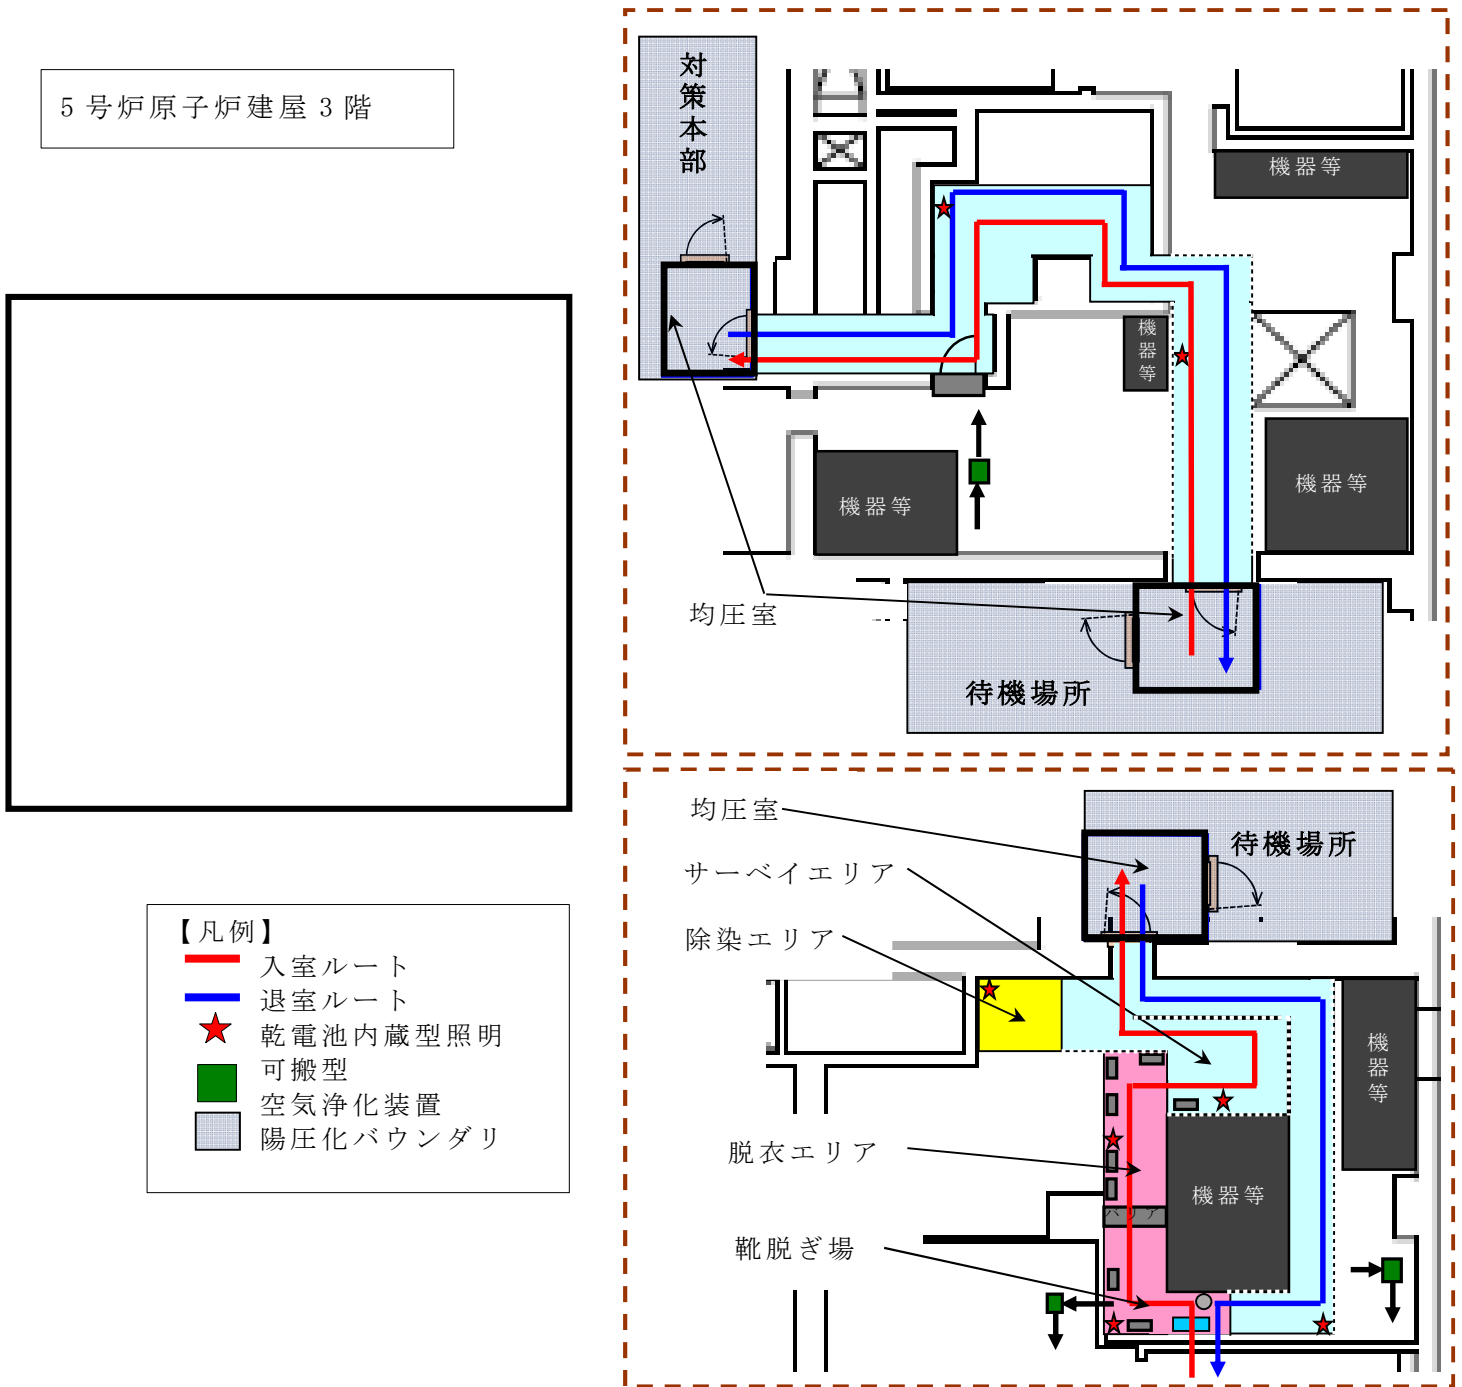 5号炉原子炉建屋3階
対策本部
機器等
機器等
機器等
機器等
均圧室
待機場所
均圧室
待機場所
サーベイエリア
除染エリア
機器等
脱衣エリア
機器等
バリア
靴脱ぎ場
【凡例】
入室ルート
退室ルート
乾電池内蔵型照明
可搬型
空気浄化装置
陽圧化バウンダリ